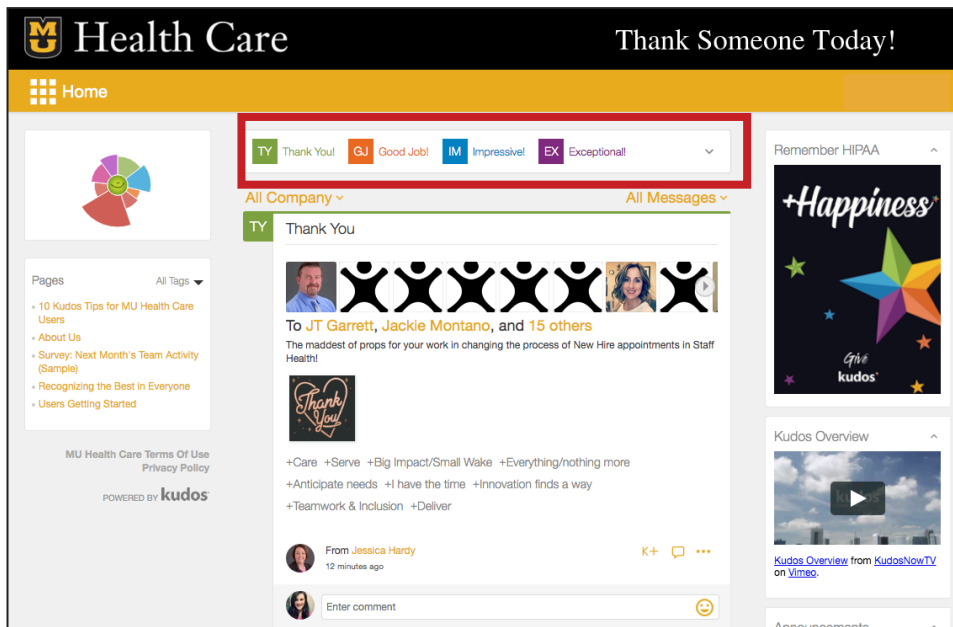 MU Health Care
Thank Someone Today!
Home
TY Thank You! GJ Good Job! IM Impressive! EX Exceptional!
All Company
All Messages
Pages
All Tags
10 Kudos Tips for MU Health Care
Users
About Us
Survey: Next Month's Team Activity
(Sample)
Recognizing the Best in Everyone
Users Getting Started
MU Health Care Terms Of Use
Privacy Policy
POWERED BY kudos
TY Thank You
To JT Garrett, Jackie Montano, and 15 others
The maddest of props for your work in changing the process of New Hire appointments in Staff
Health!
Thank
You
+Care +Serve +Big Impact/Small Wake +Everything/nothing more
+Anticipate needs +I have the time +Innovation finds a way
+Teamwork & Inclusion +Deliver
From Jessica Hardy
12 minutes ago
K+
Enter comment
Remember HIPAA
+Happiness
Give
kudos
Kudos Overview
kudos
Kudos Overview from KudosNowTV
on Vimeo.
Announcements